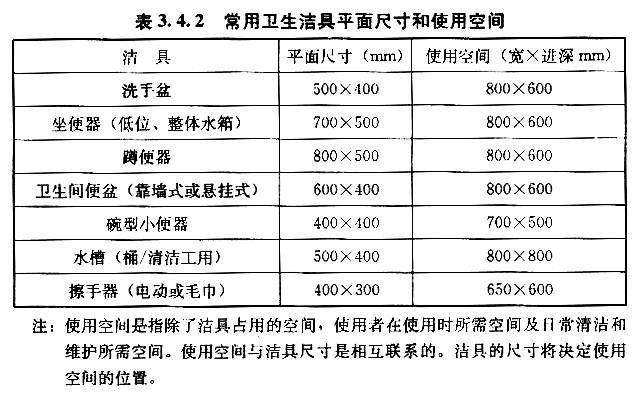 表 3.4.2 常用卫生洁具平面尺寸和使用空间
洁 具 平面尺寸（mm） 使用空间（宽×进深 mm）
洗手盆 500×400 800×600
坐便器（低位、整体水箱） 700×500 800×600
蹲便器 800×500 800×600
卫生间便盆（靠墙式或悬挂式） 600×400 800×600
碗型小便器 400×400 700×500
水槽（桶/清洁工用） 500×400 800×800
擦手器（电动或毛巾） 400×300 650×600
注：使用空间是指除了洁具占用的空间，使用者在使用时所需空间及日常清洁和
维护所需空间。使用空间与洁具尺寸是相互联系的。洁具的尺寸将决定使用
空间的位置。